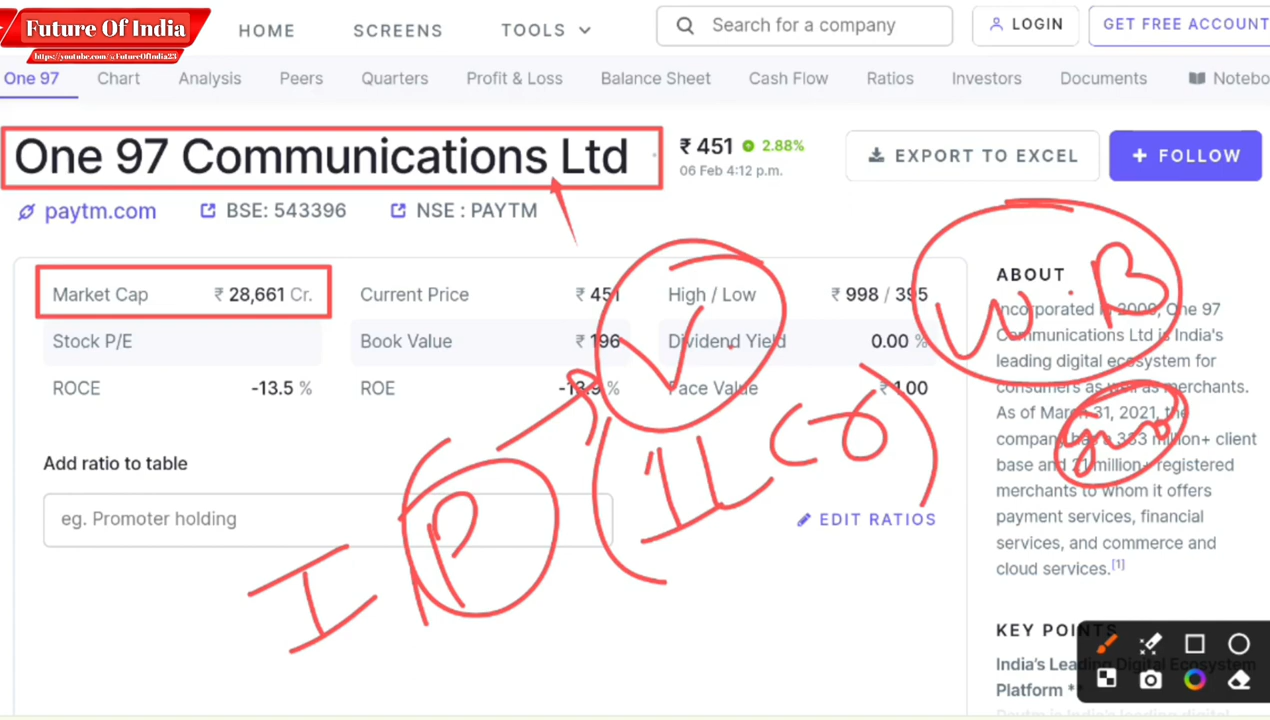 Future Of India
https://youtube.com/@FutureOfIndia23
HOME SCREENS TOOLS Search for a company LOGIN GET FREE ACCOUNT
One 97 Chart Analysis Peers Quarters Profit & Loss Balance Sheet Cash Flow Ratios Investors Documents Notebo
One 97 Communications Ltd
₹ 451 2.88%
06 Feb 4:12 p.m.
EXPORT TO EXCEL + FOLLOW
paytm.com BSE: 543396 NSE : PAYTM
Market Cap ₹ 28,661 Cr. Current Price ₹ 451 High / Low ₹ 998 / 395
Stock P/E Book Value ₹ 196 Dividend Yield 0.00 %
ROCE -13.5 % ROE -13.9 % Face Value ₹ 1.00
Add ratio to table
eg. Promoter holding
EDIT RATIOS
W.B
I P
ABOUT
Incorporated in 2000, One 97
Communications Ltd is India's
leading digital ecosystem for
consumers as well as merchants.
As of March 31, 2021, the
company has a 333 million+ client
base and 21 million+ registered
merchants to whom it offers
payment services, financial
services, and commerce and
cloud services.[1]
KEY POINTS
India's Leading Digital Ecosystem
Platform **